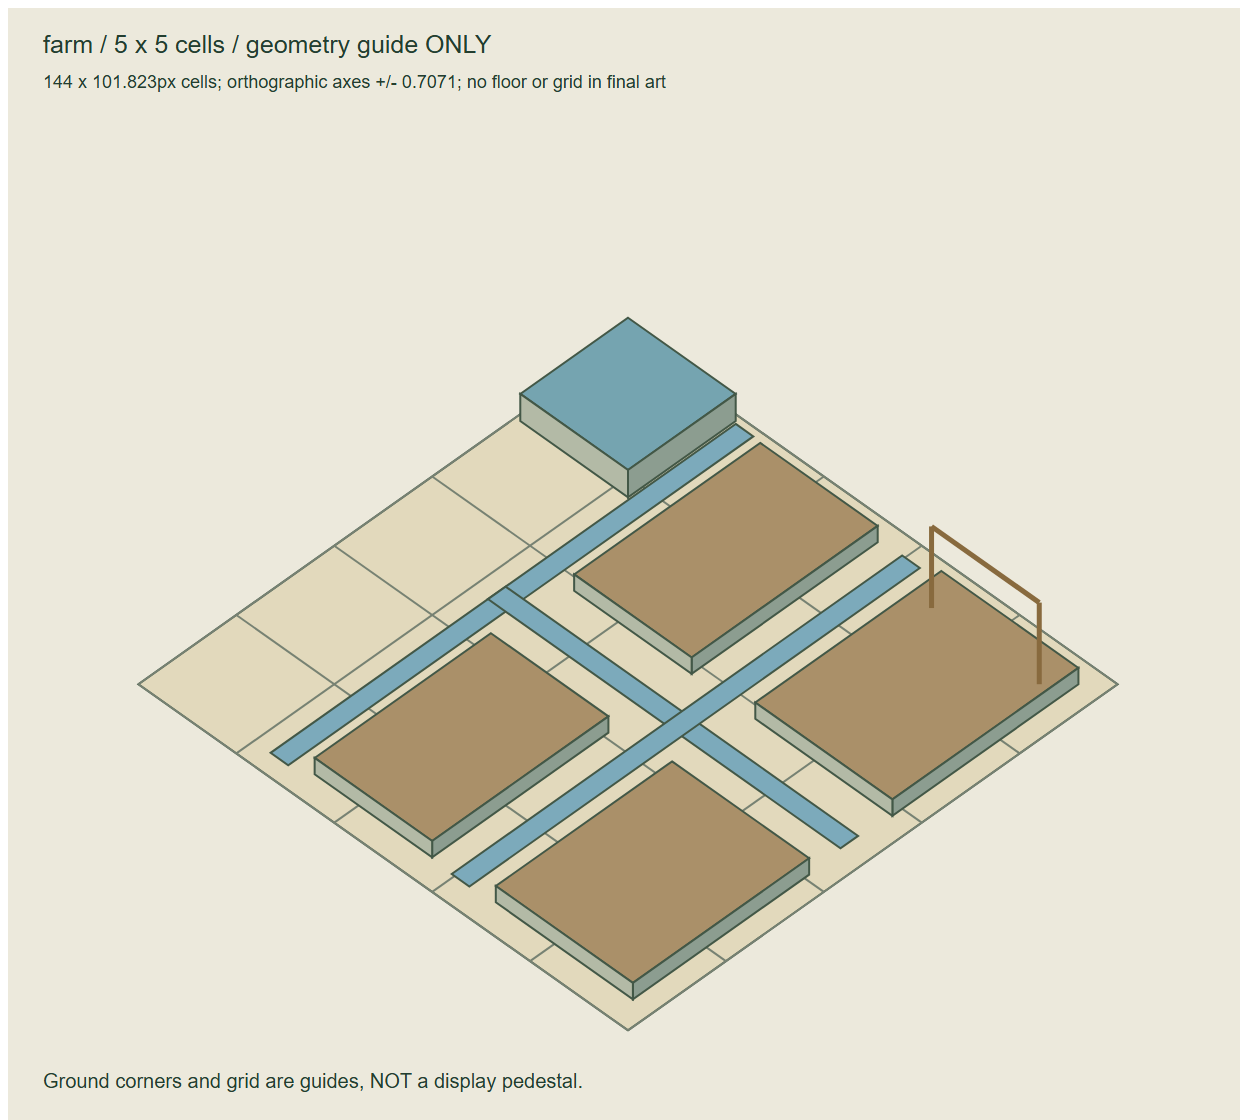 farm / 5 x 5 cells / geometry guide ONLY
144 x 101.823px cells; orthographic axes +/- 0.7071; no floor or grid in final art
Ground corners and grid are guides, NOT a display pedestal.